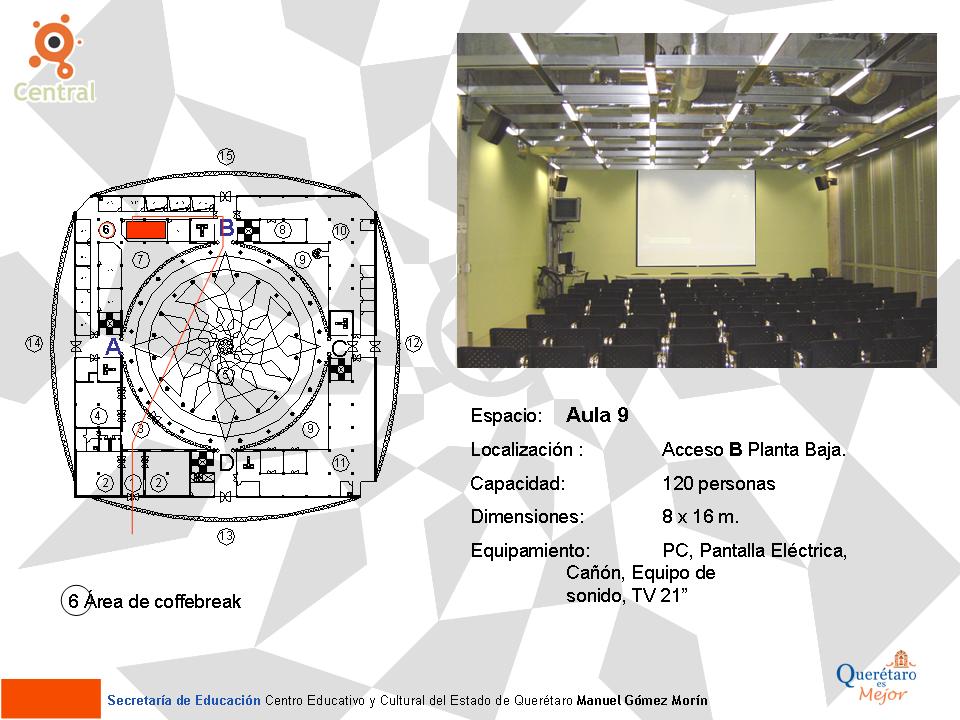 Central
15
6
T
B
8
10
7
9
C
14
A
C
12
5
4
3
9
D
11
2
1
2
13
6 Área de coffebreak
Espacio: Aula 9
Localización : Acceso B Planta Baja.
Capacidad: 120 personas
Dimensiones: 8 x 16 m.
Equipamiento: PC, Pantalla Eléctrica,
Cañón, Equipo de
sonido, TV 21”
Secretaría de Educación Centro Educativo y Cultural del Estado de Querétaro Manuel Gómez Morín
Querétaro
es
Mejor